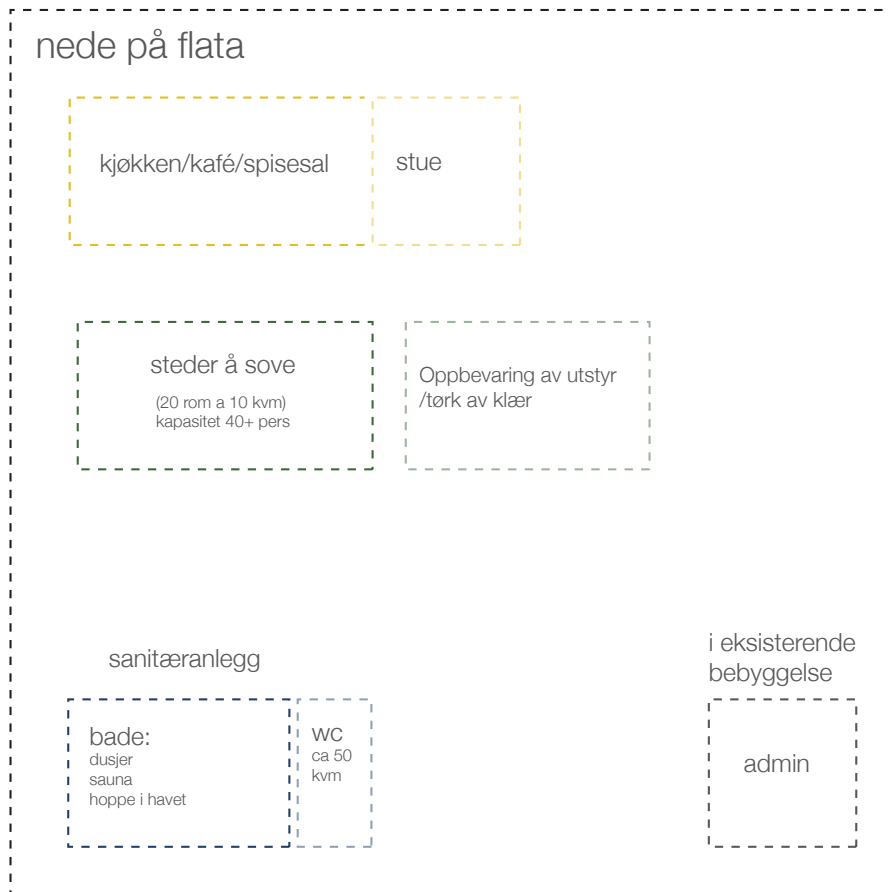 nede på flata
kjøkken/kafé/spisesal
stue
steder å sove
(20 rom a 10 kvm)
kapasitet 40+ pers
Oppbevaring av utstyr
/tørk av klær
sanitæranlegg
bade:
dusjer
sauna
hoppe i havet
WC
ca 50
kvm
i eksisterende
bebyggelse
admin